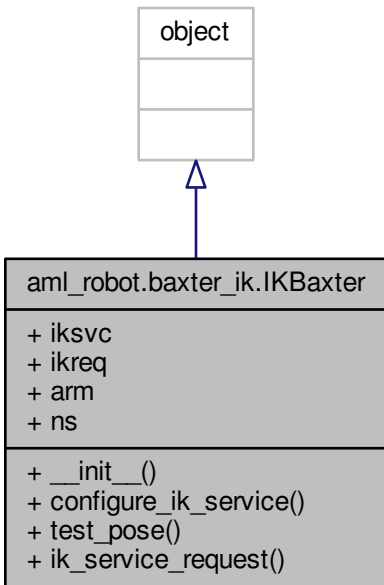 object
aml_robot.baxter_ik.IKBaxter
+ iksvc
+ ikreq
+ arm
+ ns
+ __init__()
+ configure_ik_service()
+ test_pose()
+ ik_service_request()